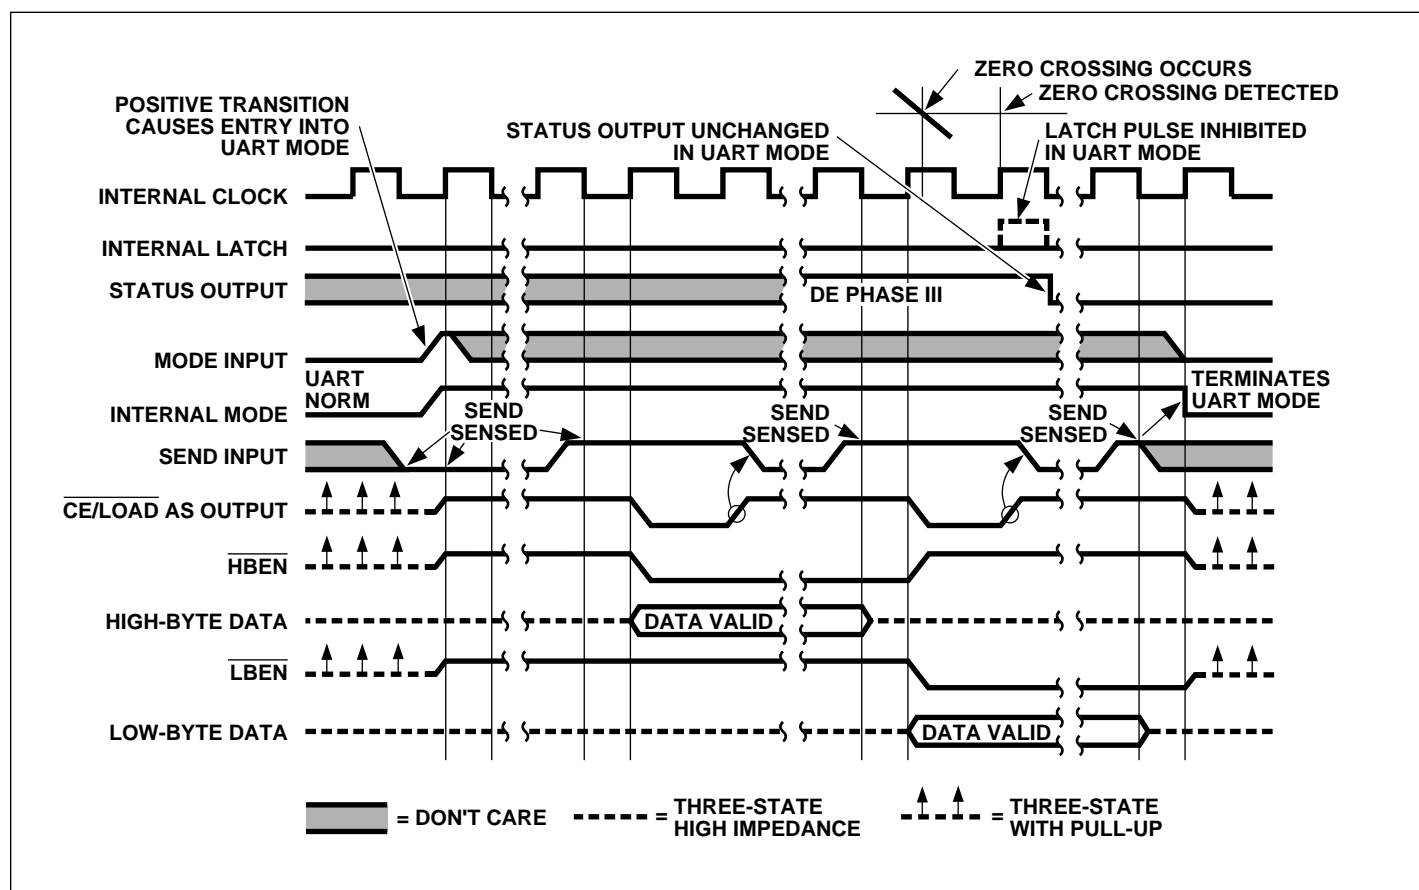 ZERO CROSSING OCCURS
ZERO CROSSING DETECTED
POSITIVE TRANSITION
CAUSES ENTRY INTO
UART MODE
STATUS OUTPUT UNCHANGED
IN UART MODE
LATCH PULSE INHIBITED
IN UART MODE
INTERNAL CLOCK
INTERNAL LATCH
STATUS OUTPUT
DE PHASE III
MODE INPUT
UART
NORM
TERMINATES
UART MODE
INTERNAL MODE
SEND
SENSED
SEND
SENSED
SEND
SENSED
SEND INPUT
CE/LOAD AS OUTPUT
HBEN
HIGH-BYTE DATA
DATA VALID
LBEN
LOW-BYTE DATA
DATA VALID
= DON'T CARE
= THREE-STATE
HIGH IMPEDANCE
= THREE-STATE
WITH PULL-UP